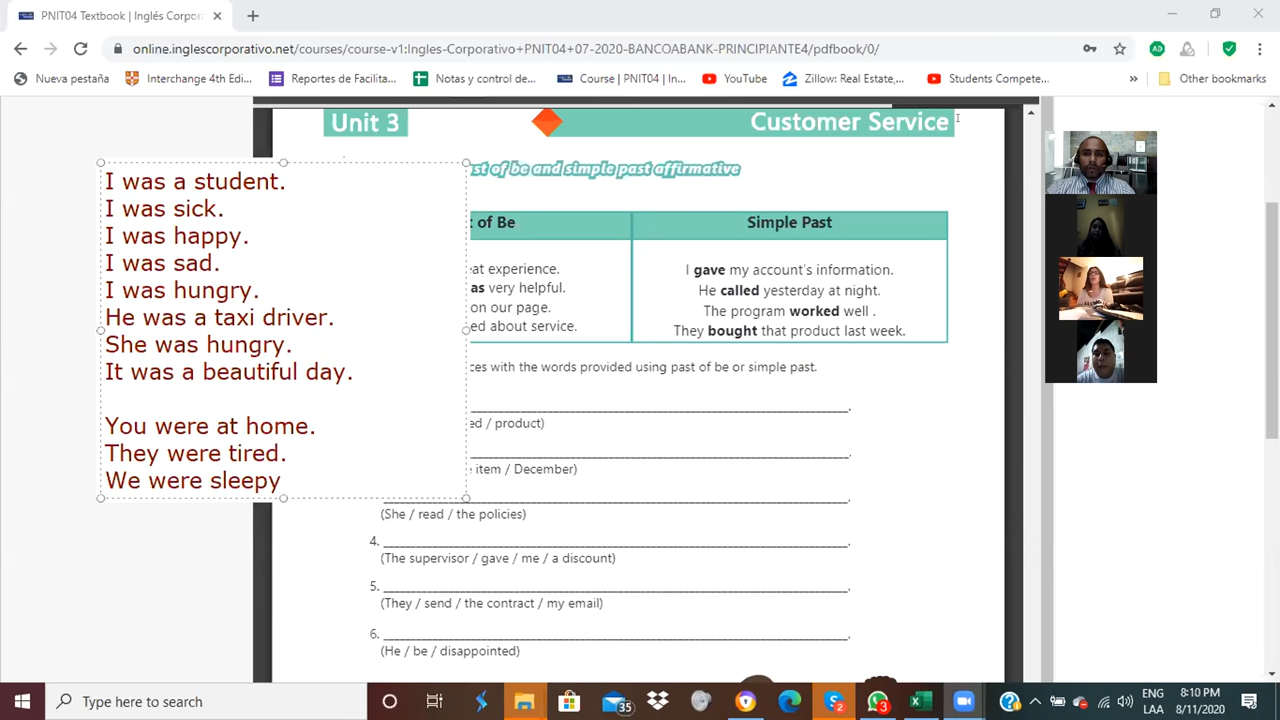 PNIT04 Textbook | Inglés Corpor
online.inglescorporativo.net/courses/course-v1:Ingles-Corporativo+PNIT04+07-2020-BANCOABANK-PRINCIPIANTE4/pdfbook/0/
Nueva pestaña
Interchange 4th Edi...
Reportes de Facilita...
Notas y control de...
Course | PNIT04 | In...
YouTube
Zillow: Real Estate,...
Students Compete...
Other bookmarks
Unit 3
Customer Service
st of be and simple past affirmative
I was a student.
I was sick.
I was happy.
I was sad.
I was hungry.
He was a taxi driver.
She was hungry.
It was a beautiful day.
You were at home.
They were tired.
We were sleepy
of Be
Simple Past
eat experience.
as very helpful.
on our page.
ed about service.
I gave my account's information.
He called yesterday at night.
The program worked well .
They bought that product last week.
ces with the words provided using past of be or simple past.
ed / product)
item / December)
(She / read / the policies)
4.
(The supervisor / gave / me / a discount)
5.
(They / send / the contract / my email)
6.
(He / be / disappointed)
Type here to search
35
2
3
ENG
LAA
8:10 PM
8/11/2020